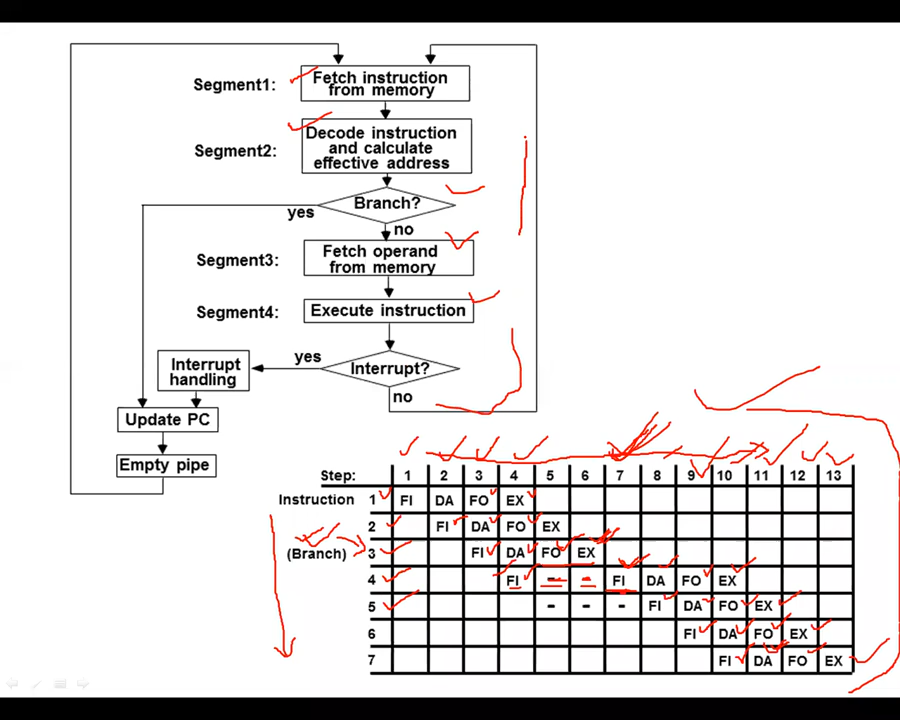 Segment1:
Fetch instruction
from memory
Segment2:
Decode instruction
and calculate
effective address
Branch?
yes
no
Segment3:
Fetch operand
from memory
Segment4:
Execute instruction
Interrupt?
yes
no
Interrupt
handling
Update PC
Empty pipe
Step: 1 2 3 4 5 6 7 8 9 10 11 12 13
Instruction 1 FI DA FO EX
2 FI DA FO EX
(Branch) 3 FI DA FO EX
4 FI - - FI DA FO EX
5 - - - FI DA FO EX
6 FI DA FO EX
7 FI DA FO EX